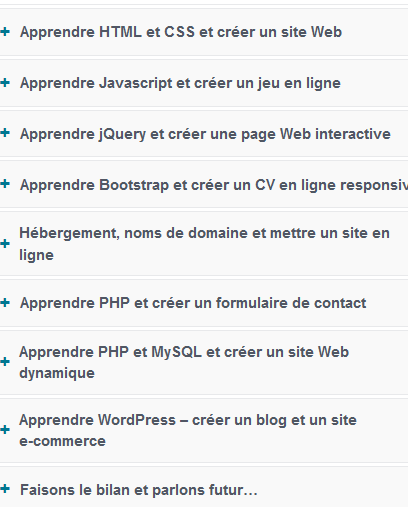 Apprendre HTML et CSS et créer un site Web
Apprendre Javascript et créer un jeu en ligne
Apprendre jQuery et créer une page Web interactive
Apprendre Bootstrap et créer un CV en ligne responsiv
Hébergement, noms de domaine et mettre un site en
ligne
Apprendre PHP et créer un formulaire de contact
Apprendre PHP et MySQL et créer un site Web
dynamique
Apprendre WordPress – créer un blog et un site
e-commerce
Faisons le bilan et parlons futur…